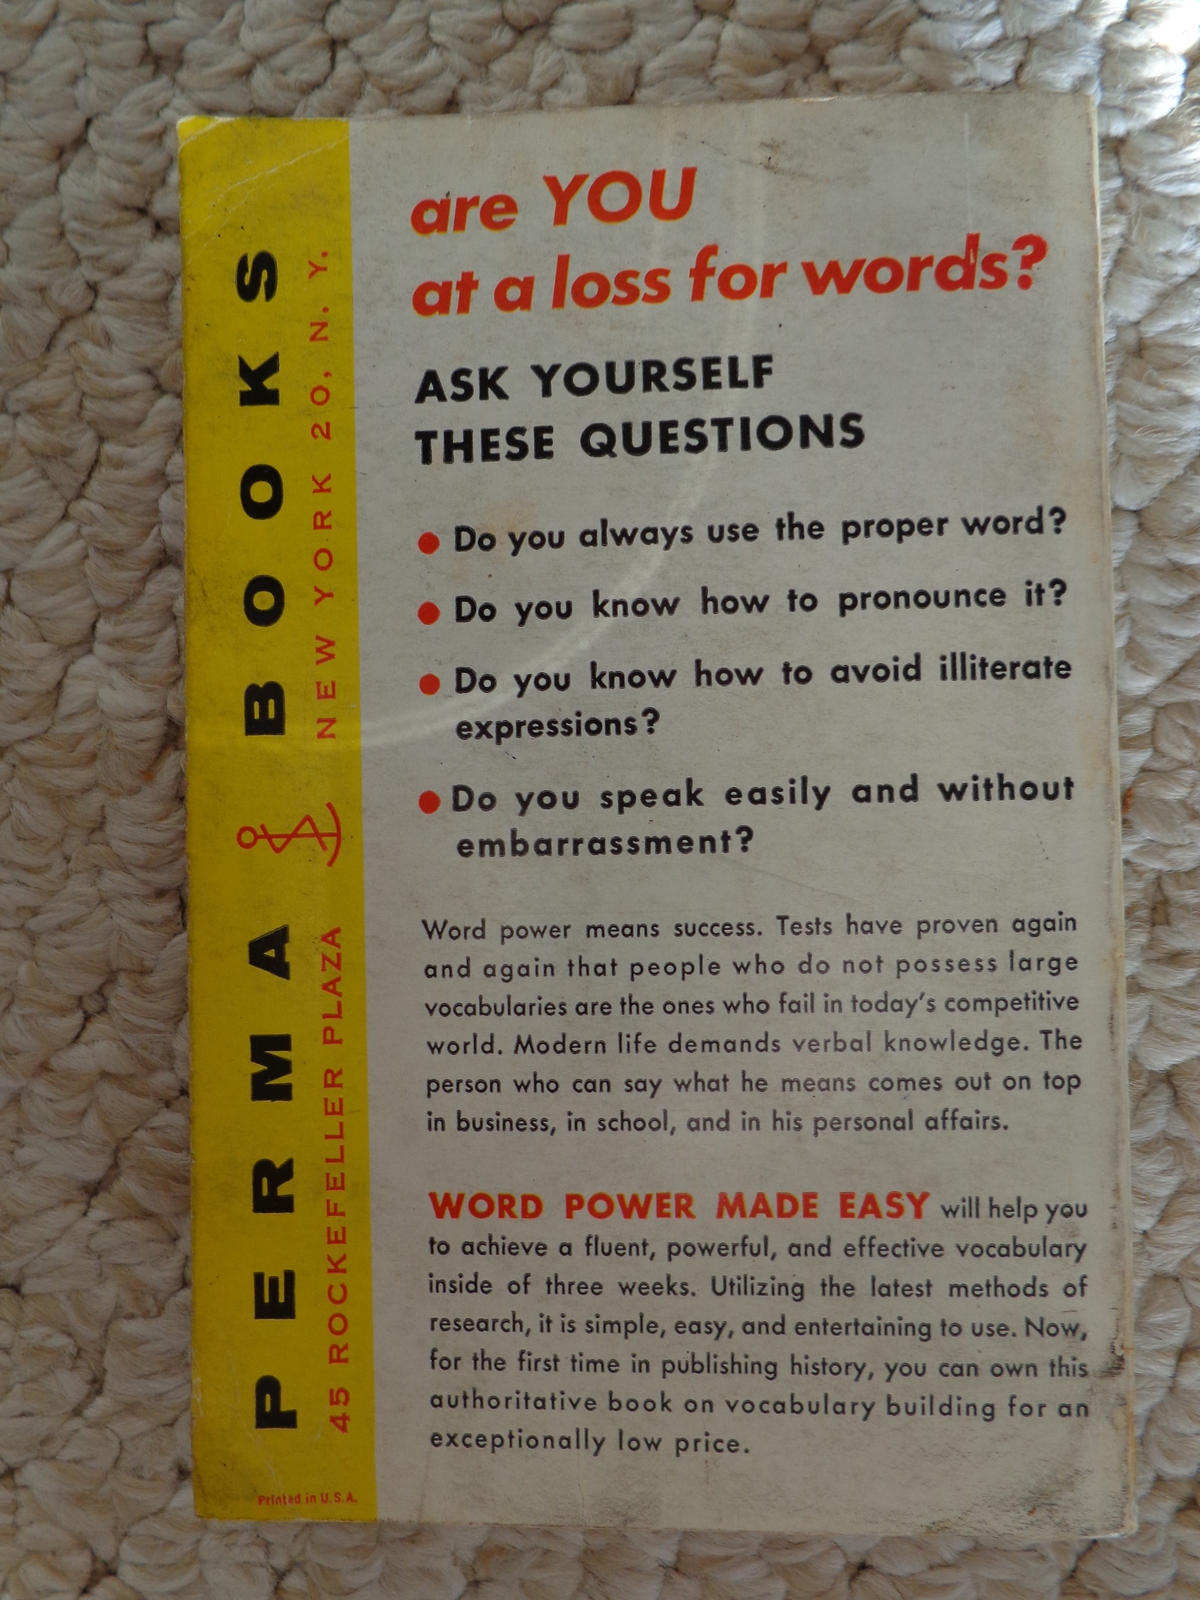 are YOU
at a loss for words?
ASK YOURSELF
THESE QUESTIONS
● Do you always use the proper word?
● Do you know how to pronounce it?
● Do you know how to avoid illiterate
expressions?
● Do you speak easily and without
embarrassment?
Word power means success. Tests have proven again
and again that people who do not possess large
vocabularies are the ones who fail in today's competitive
world. Modern life demands verbal knowledge. The
person who can say what he means comes out on top
in business, in school, and in his personal affairs.
WORD POWER MADE EASY will help you
to achieve a fluent, powerful, and effective vocabulary
inside of three weeks. Utilizing the latest methods of
research, it is simple, easy, and entertaining to use. Now,
for the first time in publishing history, you can own this
authoritative book on vocabulary building for an
exceptionally low price.
PERMA BOOKS
45 ROCKEFELLER PLAZA NEW YORK 20, N. Y.
Printed in U.S.A.